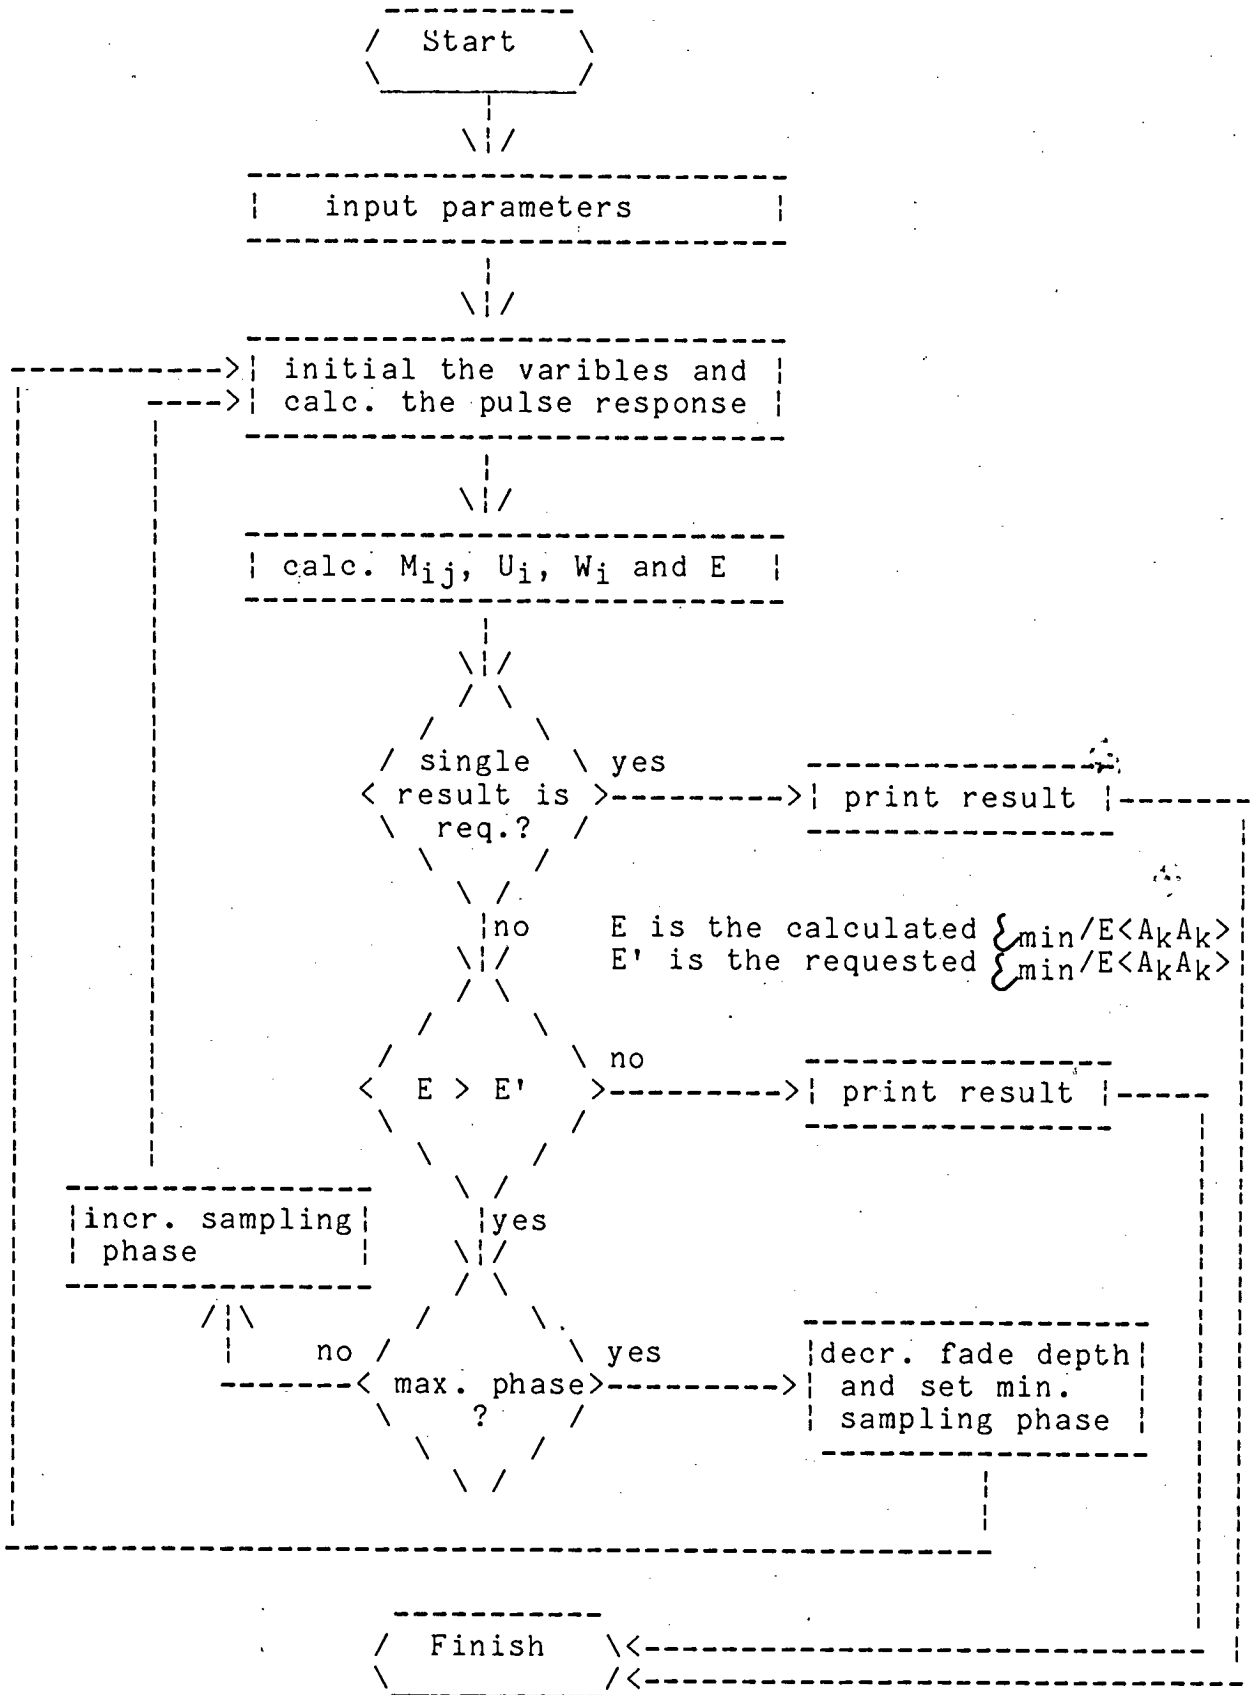 Start
input parameters
initial the varibles and
calc. the pulse response
calc. Mij, Ui, Wi and E
single
result is
req.?
yes
print result
no
E is the calculated ξmin/E<AkAk>
E' is the requested ξmin/E<AkAk>
E > E'
no
print result
yes
incr. sampling
phase
no
max. phase
?
yes
decr. fade depth
and set min.
sampling phase
Finish